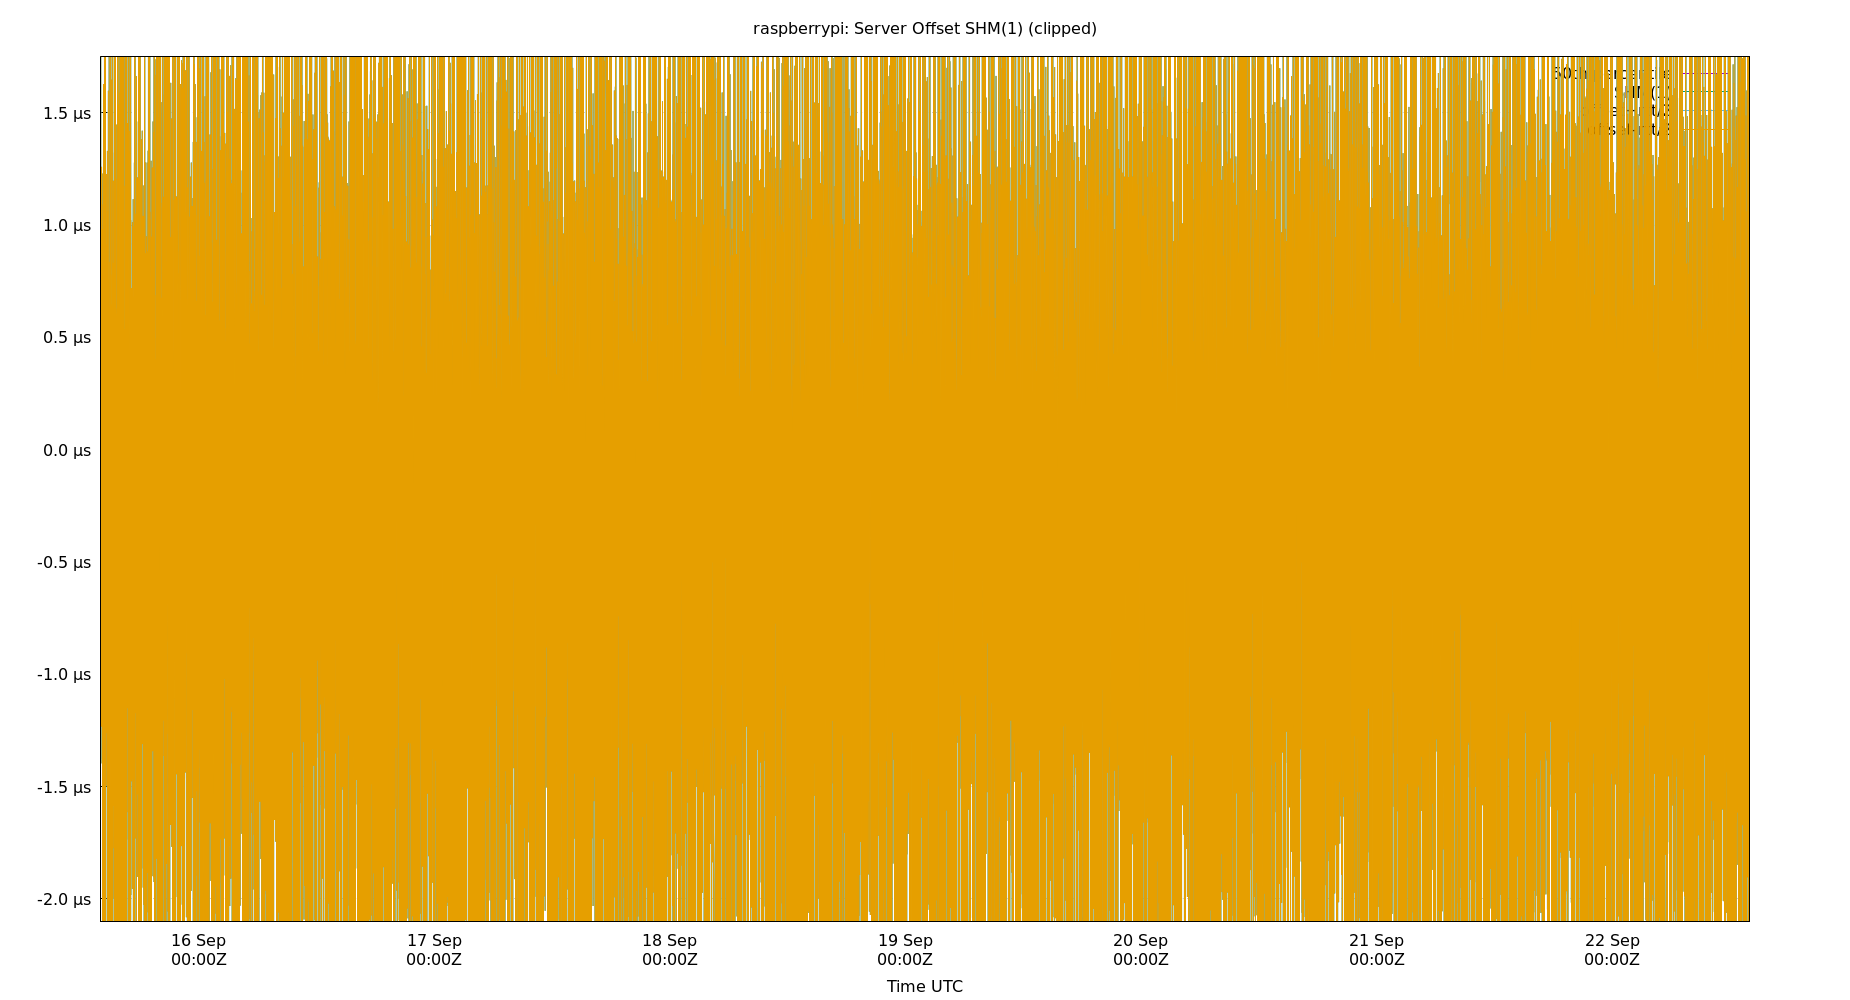 raspberrypi: Server Offset SHM(1) (clipped)
1.5 µs
1.0 µs
0.5 µs
0.0 µs
-0.5 µs
-1.0 µs
-1.5 µs
-2.0 µs
16 Sep 17 Sep 18 Sep 19 Sep 20 Sep 21 Sep 22 Sep
00:00Z 00:00Z 00:00Z 00:00Z 00:00Z 00:00Z 00:00Z
Time UTC